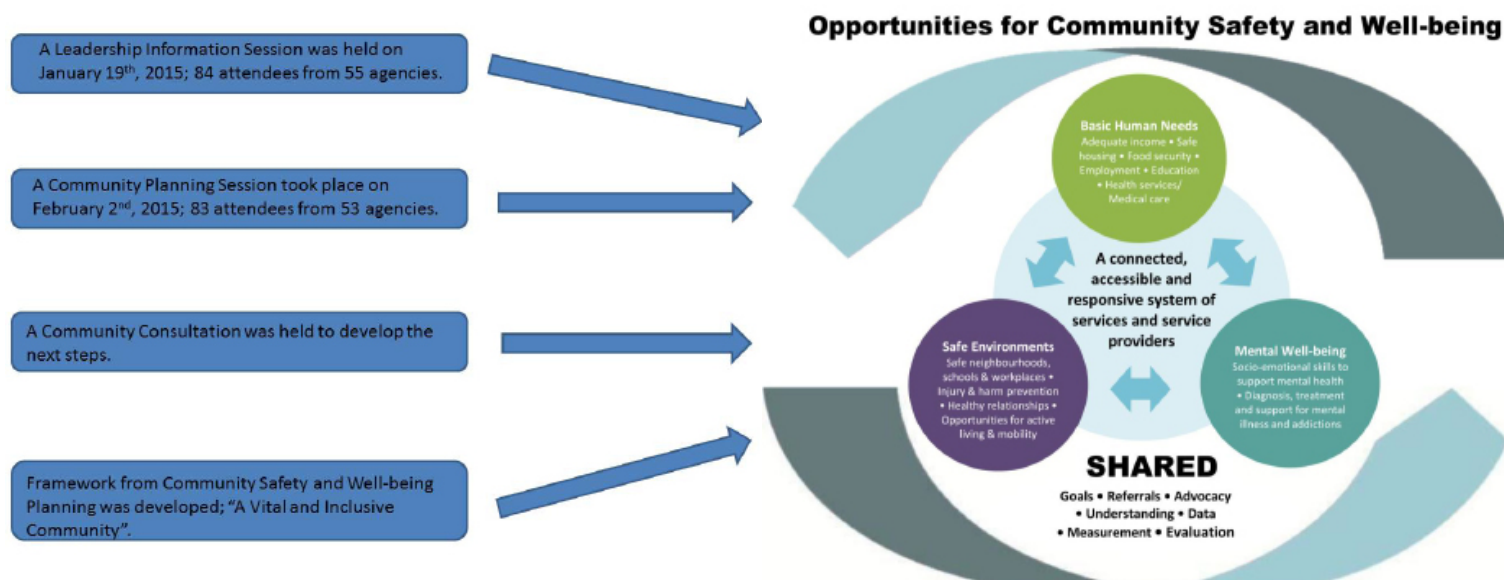 Opportunities for Community Safety and Well-being
A Leadership Information Session was held on
January 19th, 2015; 84 attendees from 55 agencies.
A Community Planning Session took place on
February 2nd, 2015; 83 attendees from 53 agencies.
A Community Consultation was held to develop the
next steps.
Framework from Community Safety and Well-being
Planning was developed; “A Vital and Inclusive
Community”.
Basic Human Needs
Adequate income • Safe
housing • Food security •
Employment • Education
• Health services/
Medical care
A connected,
accessible and
responsive system of
services and service
providers
Safe Environments
Safe neighbourhoods,
schools & workplaces •
Injury & harm prevention
• Healthy relationships •
Opportunities for active
living & mobility
Mental Well-being
Socio-emotional skills to
support mental health
• Diagnosis, treatment
and support for mental
illness and addictions
SHARED
Goals • Referrals • Advocacy
• Understanding • Data
• Measurement • Evaluation